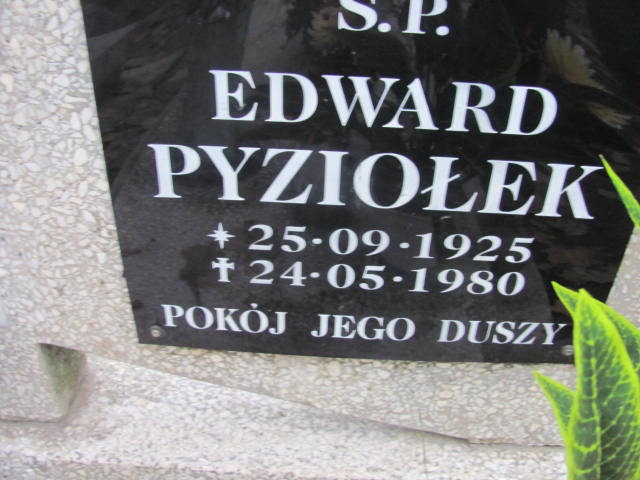 Ś.P.
EDWARD
PYZIOŁEK
✶ 25·09·1925
✝ 24·05·1980
POKÓJ JEGO DUSZY